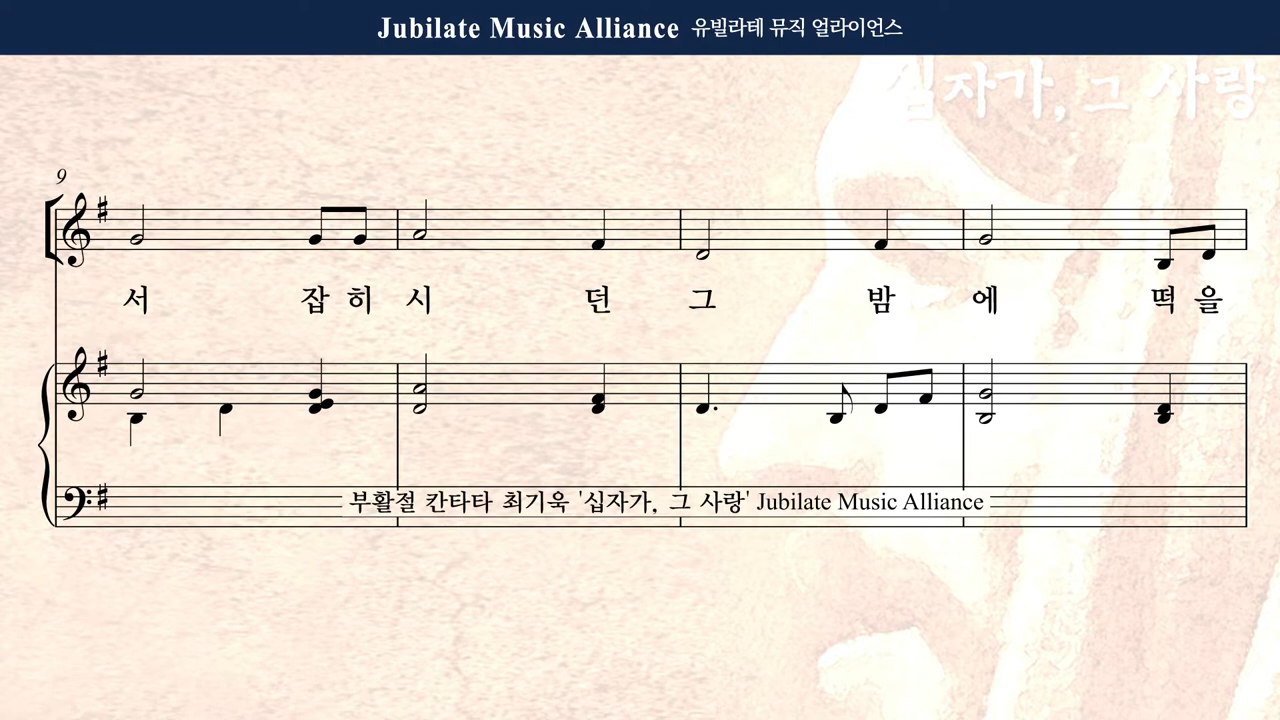 Jubilate Music Alliance 유빌라테 뮤직 얼라이언스
십자가, 그 사랑
9
서 잡 히 시 던 그 밤 에 떡 을
부활절 칸타타 최기욱 '십자가, 그 사랑' Jubilate Music Alliance